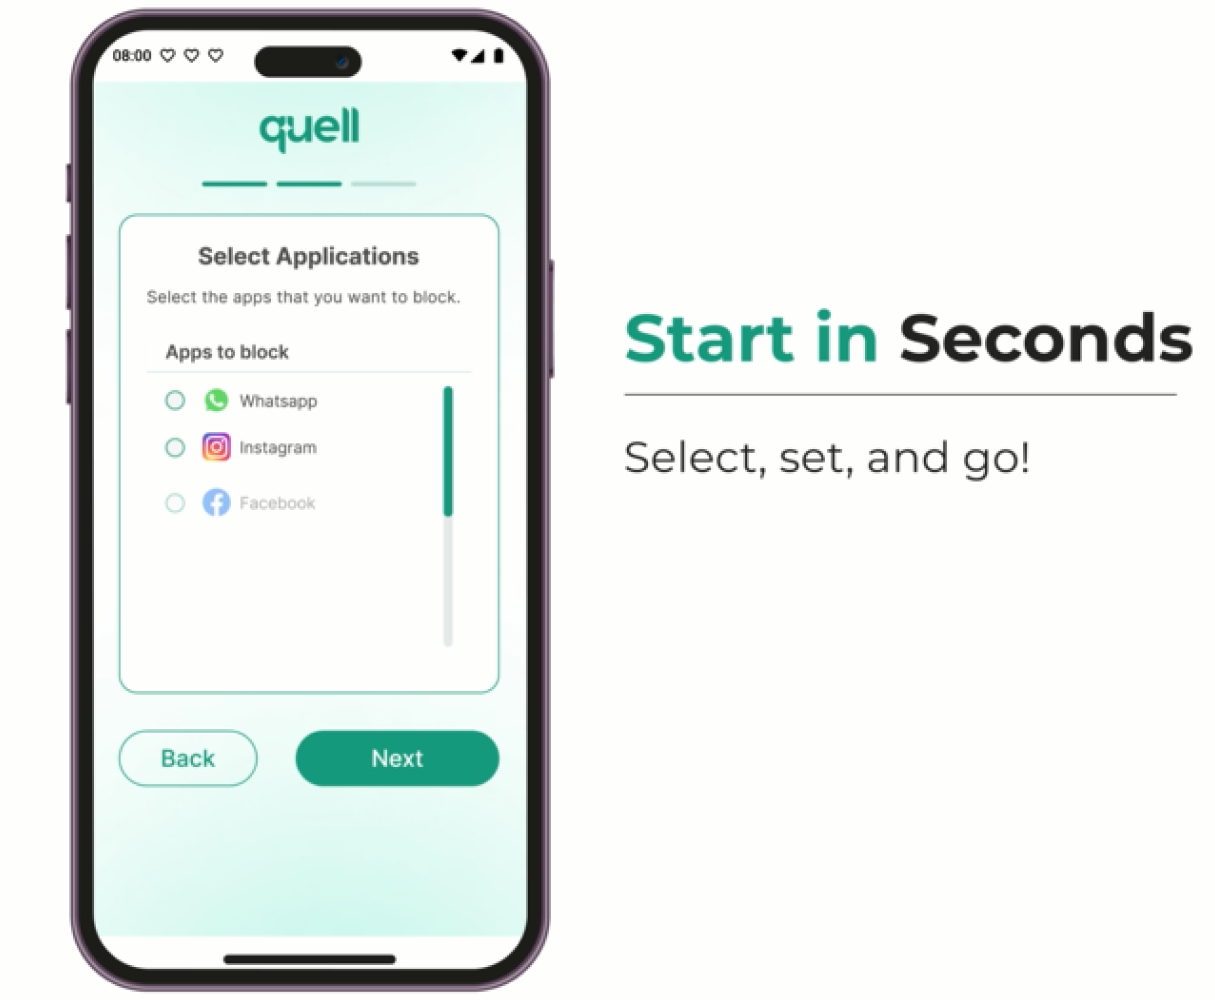 08:00
quell
Select Applications
Select the apps that you want to block.
Apps to block
Whatsapp
Instagram
Facebook
Back
Next
Start in Seconds
Select, set, and go!